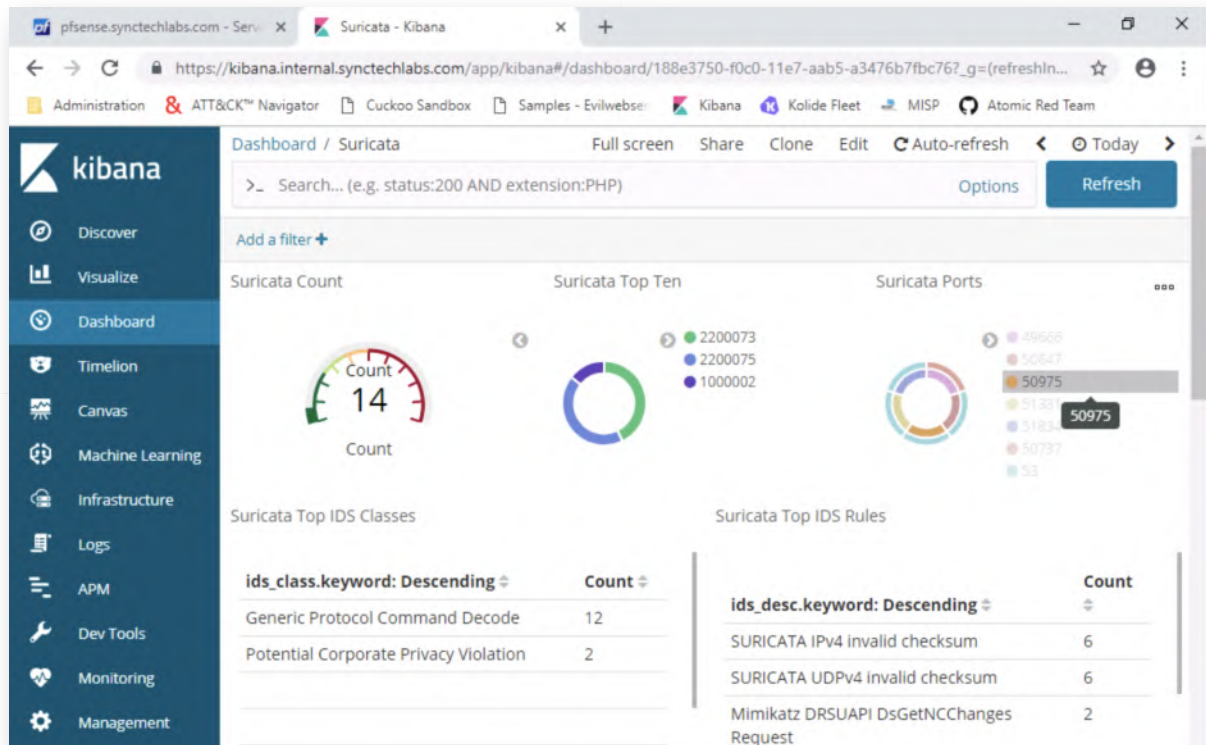 pfsense.synctechlabs.com - Serv
Suricata - Kibana
https://kibana.internal.synctechlabs.com/app/kibana#/dashboard/188e3750-f0c0-11e7-aab5-a3476b7fbc76?_g=(refreshIn...
Administration ATT&CK™ Navigator Cuckoo Sandbox Samples - Evilwebser Kibana Kolide Fleet MISP Atomic Red Team
kibana
Discover
Visualize
Dashboard
Timelion
Canvas
Machine Learning
Infrastructure
Logs
APM
Dev Tools
Monitoring
Management
Dashboard / Suricata Full screen Share Clone Edit Auto-refresh Today
>_ Search... (e.g. status:200 AND extension:PHP) Options Refresh
Add a filter +
Suricata Count
Count
14
Count
Suricata Top Ten
2200073
2200075
1000002
Suricata Ports
49666
50647
50975
51331
50975
50737
53
Suricata Top IDS Classes
ids_class.keyword: Descending Count
Generic Protocol Command Decode 12
Potential Corporate Privacy Violation 2
Suricata Top IDS Rules
ids_desc.keyword: Descending Count
SURICATA IPv4 invalid checksum 6
SURICATA UDPv4 invalid checksum 6
Mimikatz DRSUAPI DsGetNCChanges 2
Request